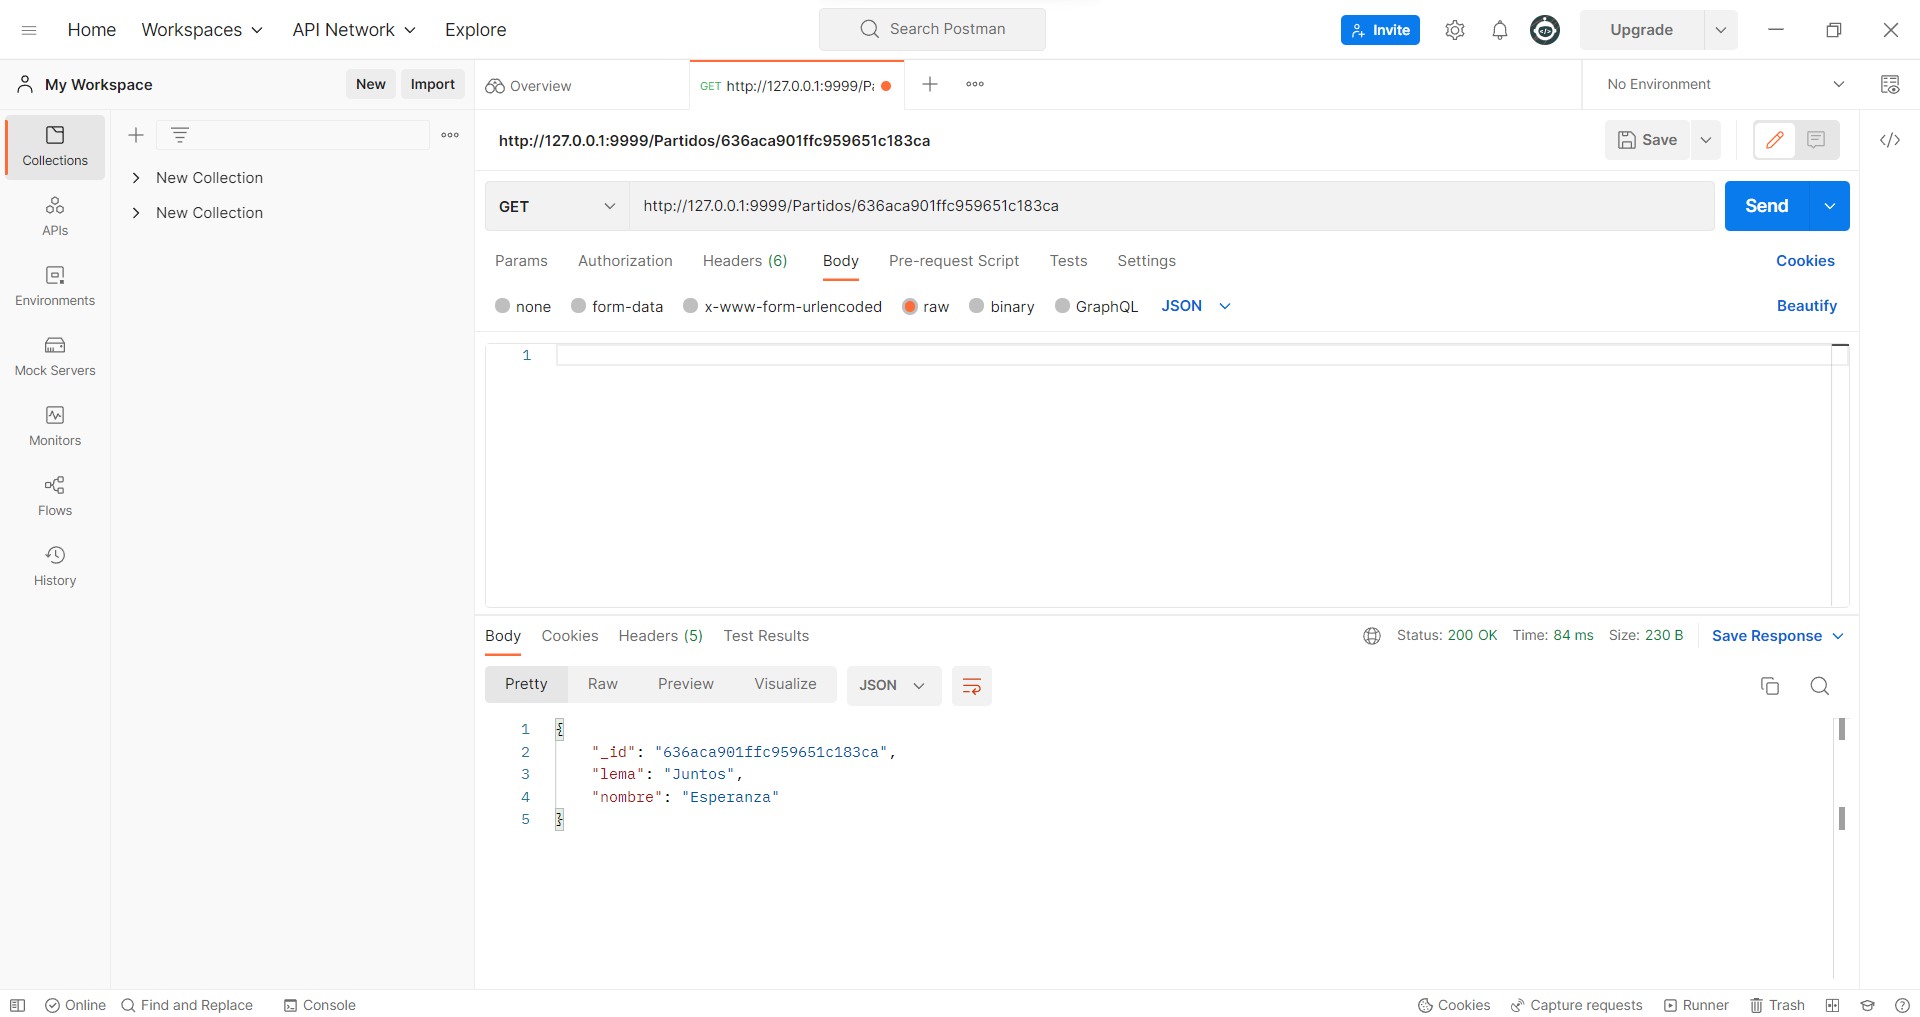 Home Workspaces API Network Explore Search Postman Invite Upgrade
My Workspace New Import Overview GET http://127.0.0.1:9999/Pa No Environment
Collections
APIs
Environments
Mock Servers
Monitors
Flows
History
New Collection
New Collection
http://127.0.0.1:9999/Partidos/636aca901ffc959651c183ca Save
GET http://127.0.0.1:9999/Partidos/636aca901ffc959651c183ca Send
Params Authorization Headers (6) Body Pre-request Script Tests Settings Cookies
none form-data x-www-form-urlencoded raw binary GraphQL JSON Beautify
1
Body Cookies Headers (5) Test Results Status: 200 OK Time: 84 ms Size: 230 B Save Response
Pretty Raw Preview Visualize JSON
1 {
2 "_id": "636aca901ffc959651c183ca",
3 "lema": "Juntos",
4 "nombre": "Esperanza"
5 }
Online Find and Replace Console Cookies Capture requests Runner Trash